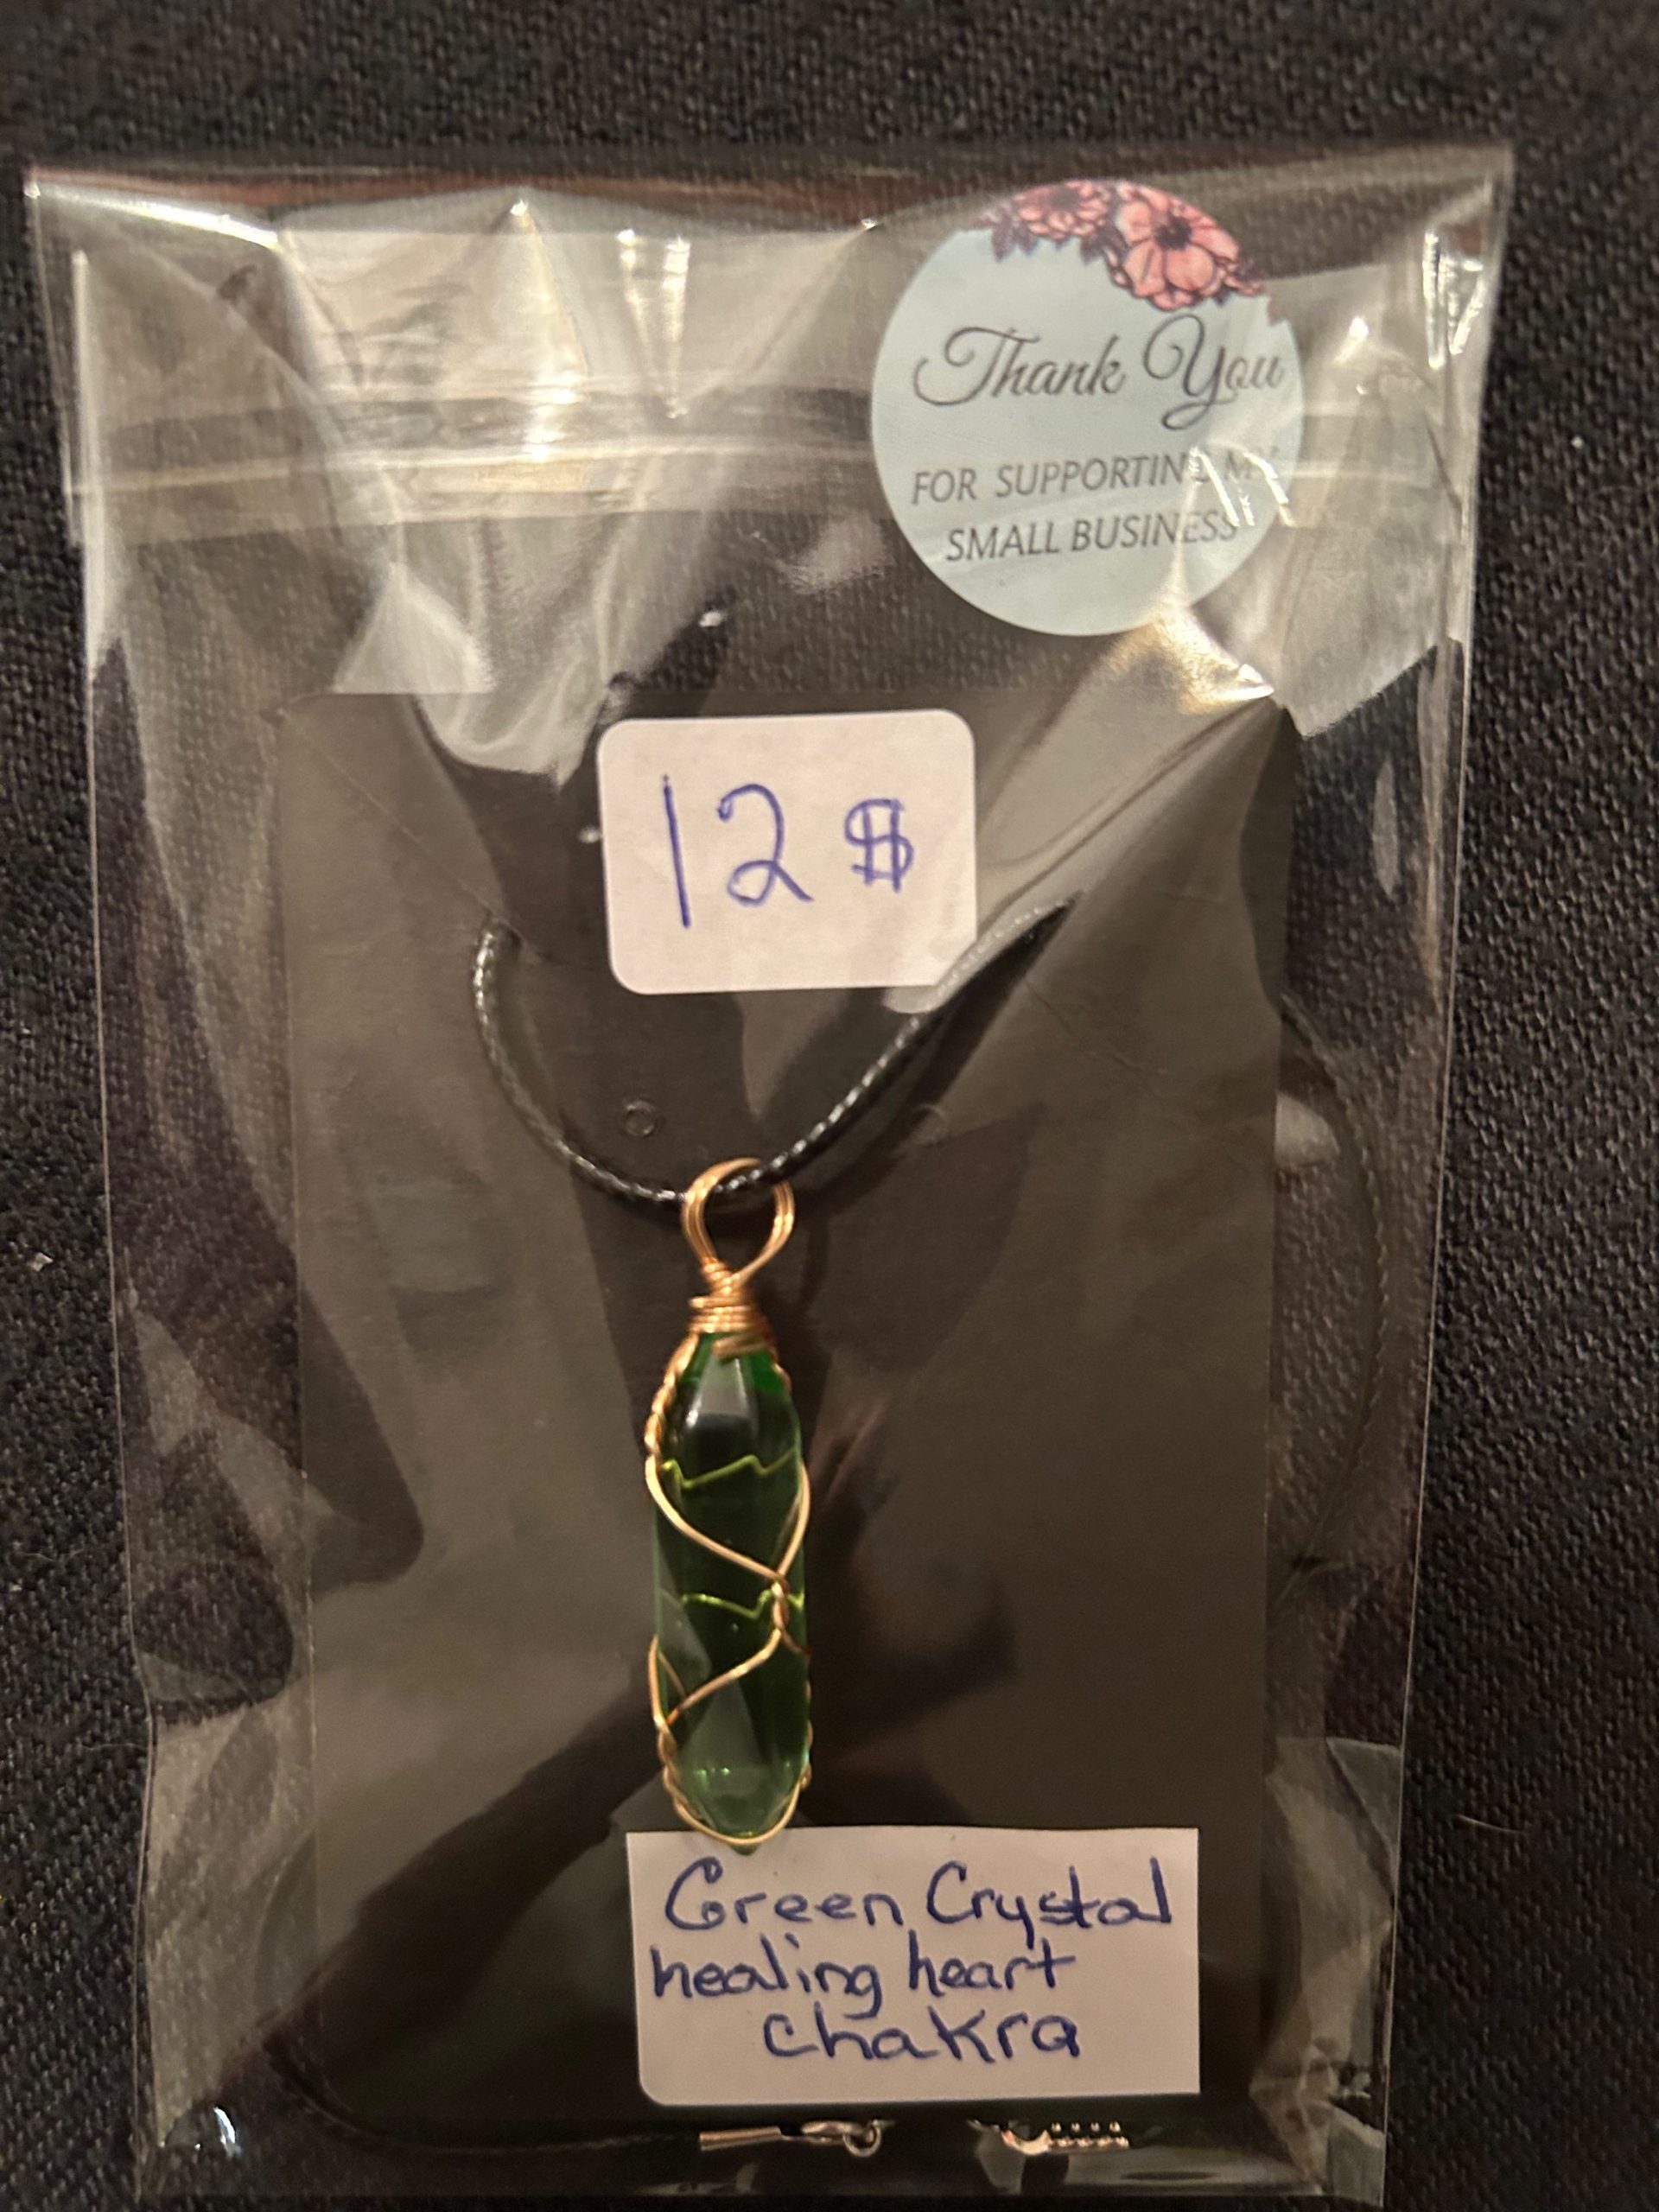 Thank You
FOR SUPPORTING MY
SMALL BUSINESS
12 $
Green Crystal
healing heart
chakra